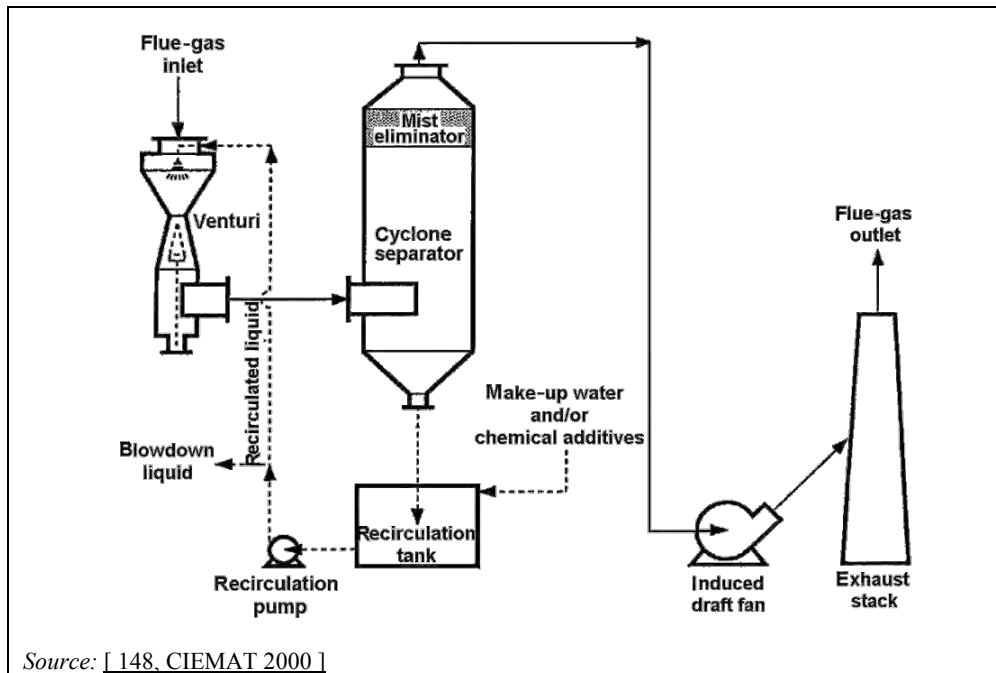 Flue-gas
inlet
Mist
eliminator
Venturi
Cyclone
separator
Flue-gas
outlet
Recirculated liquid
Make-up water
and/or
chemical additives
Blowdown
liquid
Recirculation
tank
Recirculation
pump
Induced
draft fan
Exhaust
stack
Source: [ 148, CIEMAT 2000 ]